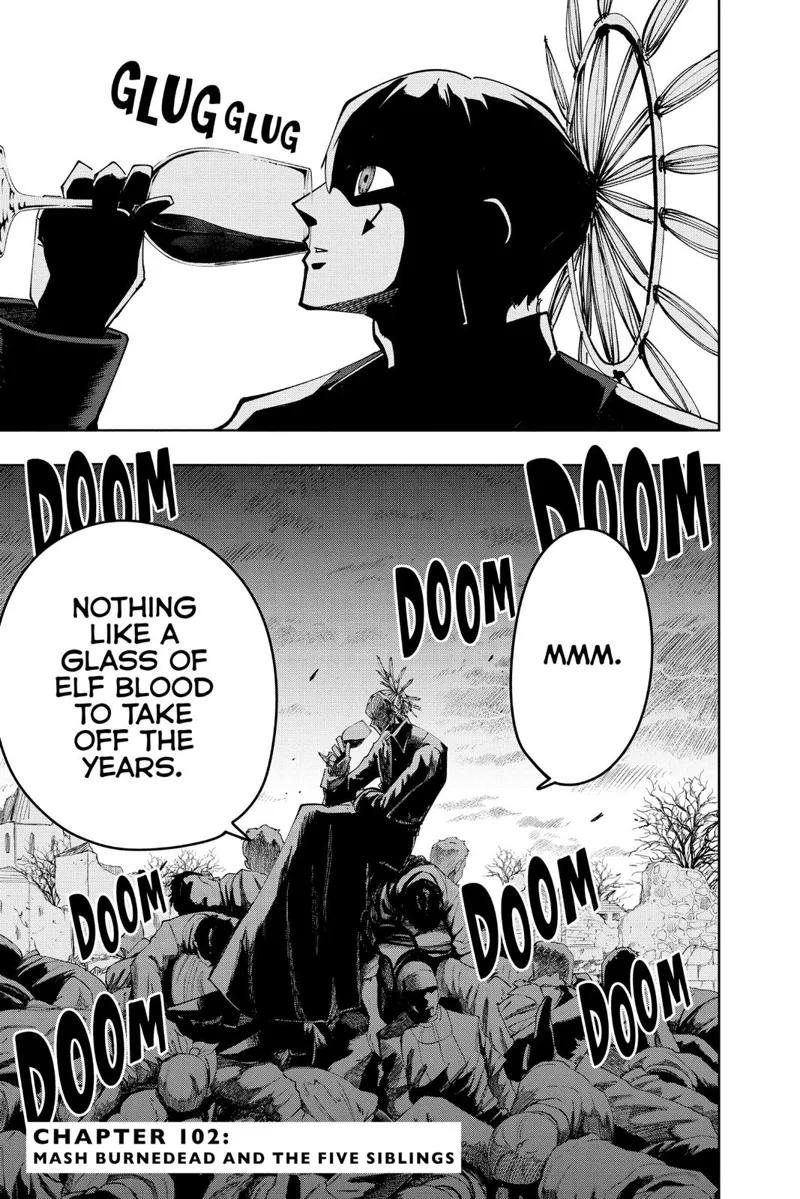 GLUG GLUG
DOOM
DOOM
DOOM
MMM.
NOTHING
LIKE A
GLASS OF
ELF BLOOD
TO TAKE
OFF THE
YEARS.
DOOM
DOOM
DOOM
DOOM
CHAPTER 102:
MASH BURNEDEAD AND THE FIVE SIBLINGS